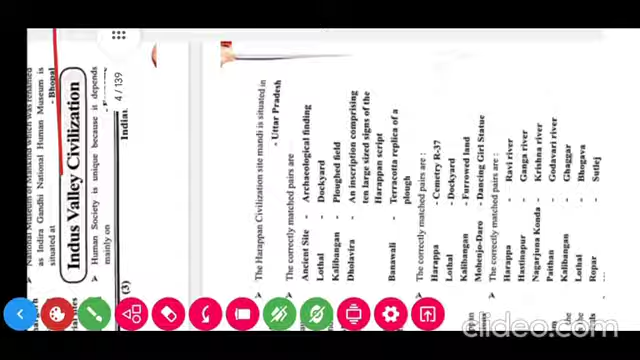 National Museum of Mankind which was renamed
as Indira Gandhi National Human Museum is
situated at - Bhopal
Indus Valley Civilization
➢ Human Society is unique because it depends
mainly on
(3)
4 / 139
India:
➢ The Harappan Civilization site mandi is situated in
- Uttar Pradesh
➢ The correctly matched pairs are
Ancient Site - Archaeological finding
Lothal - Dockyard
Kalibangan - Ploughed field
Dholavira - An inscription comprising
ten large sized signs of the
Harappan script
Banawali - Terracotta replica of a
plough
➢ The correctly matched pairs are :
Harappa - Cemetry R-37
Lothal - Dockyard
Kalibangan - Furrowed land
Mohenjo-Daro - Dancing Girl Statue
➢ The correctly matched pairs are :
Harappa - Ravi river
Hastinapur - Ganga river
Nagarjuna Konda - Krishna river
Paithan - Godavari river
Kalibangan - Ghaggar
Lothal - Bhogava
Ropar - Sutlej
clideo.com